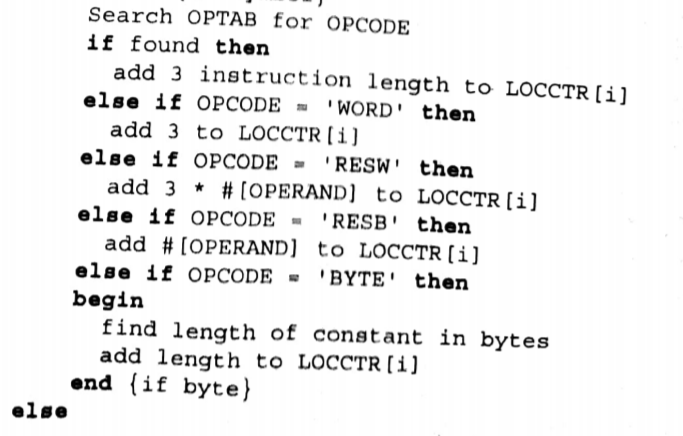 Search OPTAB for OPCODE
if found then
add 3 instruction length to LOCCTR[i]
else if OPCODE = 'WORD' then
add 3 to LOCCTR[i]
else if OPCODE = 'RESW' then
add 3 * #[OPERAND] to LOCCTR[i]
else if OPCODE = 'RESB' then
add #[OPERAND] to LOCCTR[i]
else if OPCODE = 'BYTE' then
begin
find length of constant in bytes
add length to LOCCTR[i]
end {if byte}
else